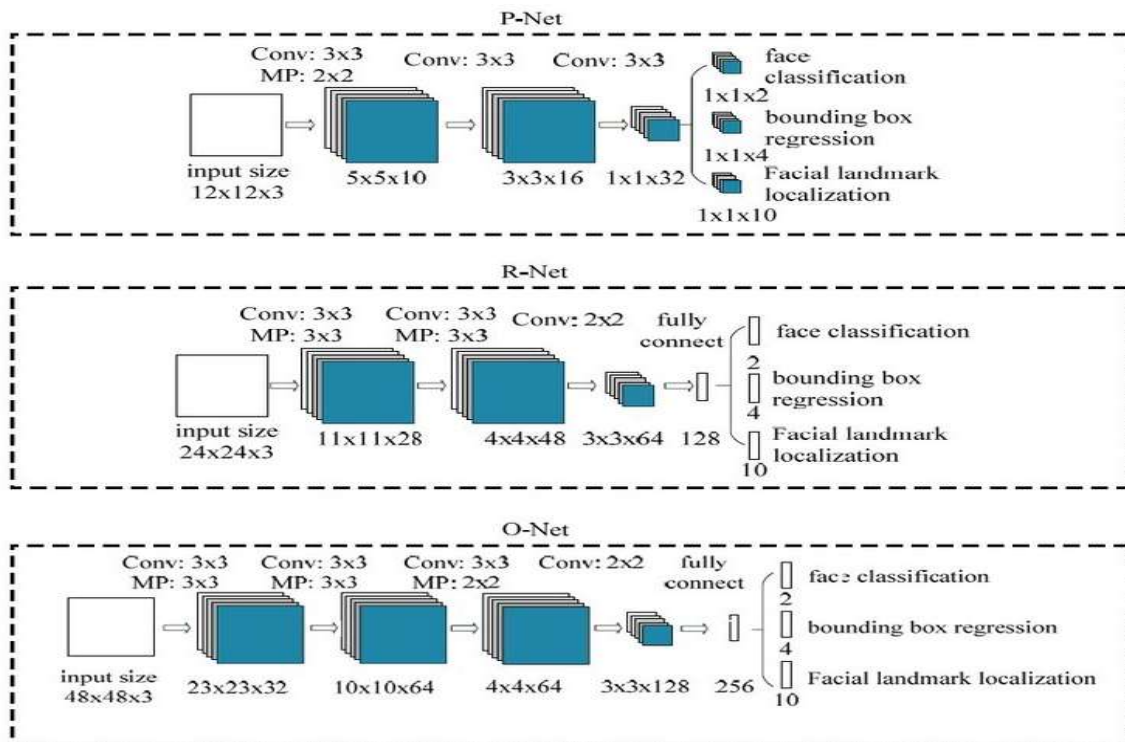 P-Net
Conv: 3x3
MP: 2x2
Conv: 3x3
Conv: 3x3
input size
12x12x3
5x5x10
3x3x16
1x1x32
face
classification
1x1x2
bounding box
regression
1x1x4
Facial landmark
localization
1x1x10
R-Net
Conv: 3x3
MP: 3x3
Conv: 3x3
MP: 3x3
Conv: 2x2
fully
connect
input size
24x24x3
11x11x28
4x4x48
3x3x64
128
face classification
2
bounding box
regression
4
Facial landmark
localization
10
O-Net
Conv: 3x3
MP: 3x3
Conv: 3x3
MP: 3x3
Conv: 3x3
MP: 2x2
Conv: 2x2
fully
connect
input size
48x48x3
23x23x32
10x10x64
4x4x64
3x3x128
256
face classification
2
bounding box regression
4
Facial landmark localization
10